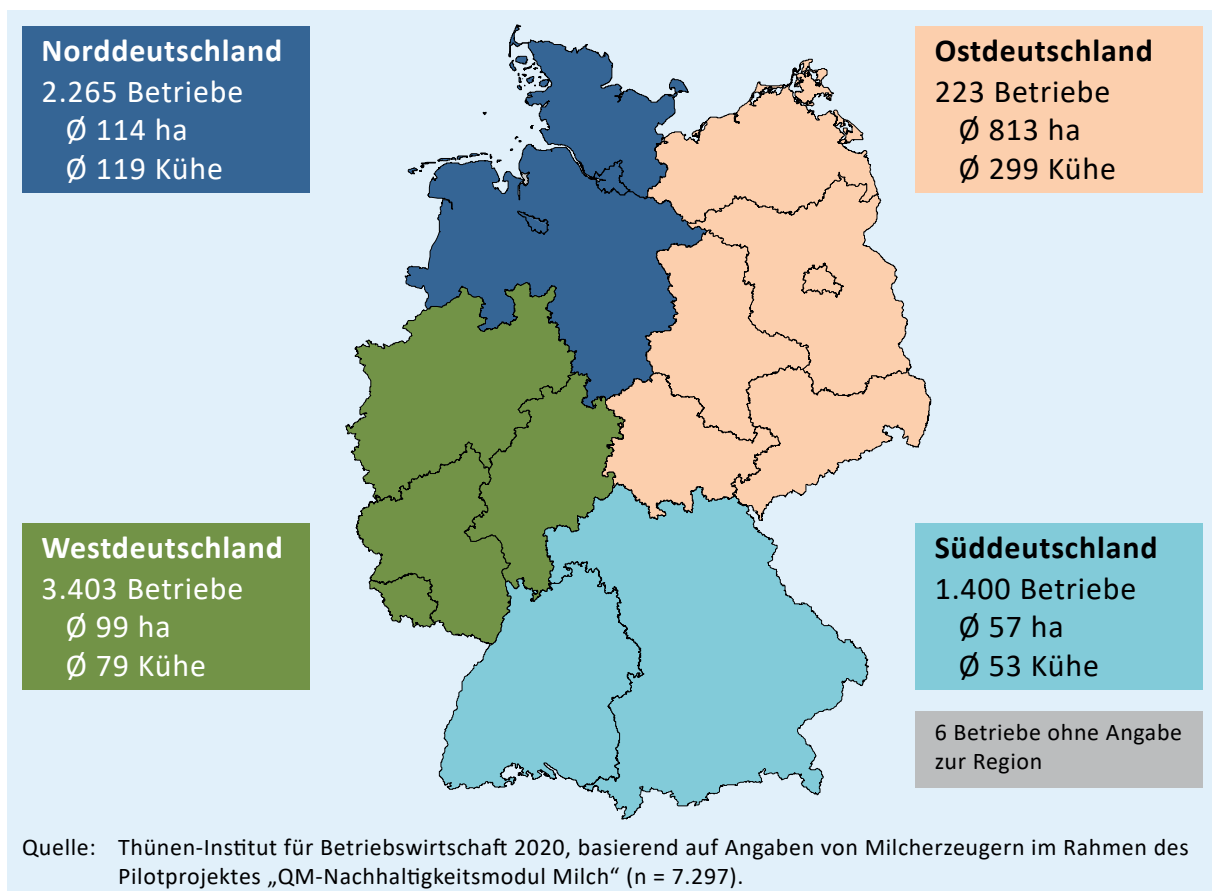 Norddeutschland
2.265 Betriebe
Ø 114 ha
Ø 119 Kühe
Ostdeutschland
223 Betriebe
Ø 813 ha
Ø 299 Kühe
Westdeutschland
3.403 Betriebe
Ø 99 ha
Ø 79 Kühe
Süddeutschland
1.400 Betriebe
Ø 57 ha
Ø 53 Kühe
6 Betriebe ohne Angabe
zur Region
Quelle: Thünen-Institut für Betriebswirtschaft 2020, basierend auf Angaben von Milcherzeugern im Rahmen des
Pilotprojektes „QM-Nachhaltigkeitsmodul Milch“ (n = 7.297).